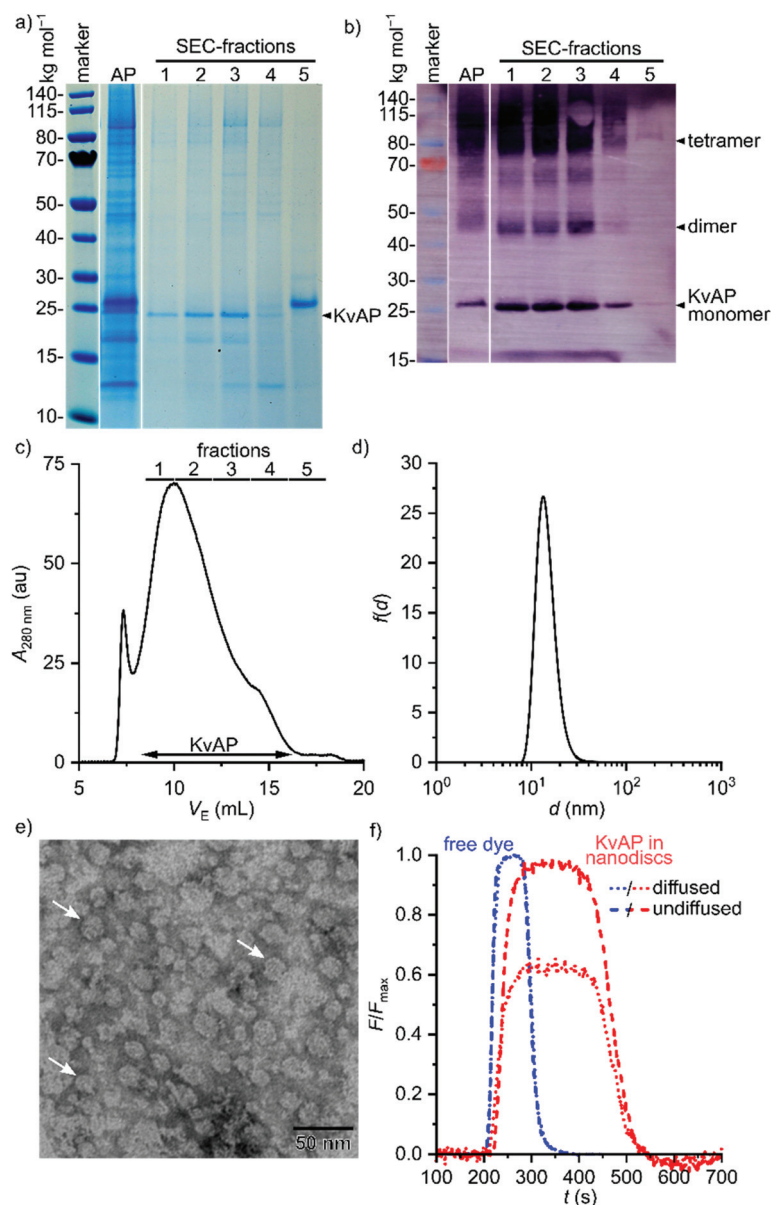 a)
kg mol⁻¹
marker
SEC-fractions
AP 1 2 3 4 5
140-
115-
80-
70-
50-
40-
30-
25-
15-
10-
KvAP
b)
kg mol⁻¹
marker
SEC-fractions
AP 1 2 3 4 5
140-
115-
80-
70-
50-
40-
30-
25-
15-
tetramer
dimer
KvAP
monomer
c)
fractions
1 2 3 4 5
75
50
25
0
A280 nm (au)
KvAP
5 10 15 20
VE (mL)
d)
30
25
20
15
10
5
0
f(d)
10⁰ 10¹ 10² 10³
d (nm)
e)
50 nm
f)
free dye
KvAP in
nanodiscs
/ diffused
/ undiffused
1.0
0.8
0.6
0.4
0.2
0.0
F/Fmax
100 200 300 400 500 600 700
t (s)